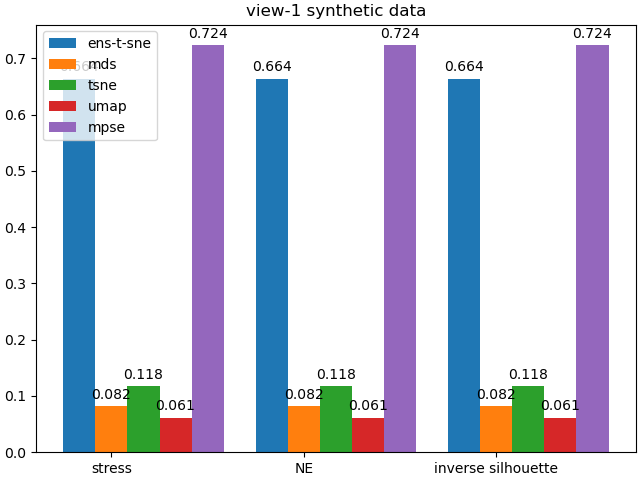 view-1 synthetic data
0.7
0.6
0.5
0.4
0.3
0.2
0.1
0.0
ens-t-sne
mds
tsne
umap
mpse
0.664
0.082
0.118
0.061
0.724
0.664
0.082
0.118
0.061
0.724
0.664
0.082
0.118
0.061
0.724
stress
NE
inverse silhouette